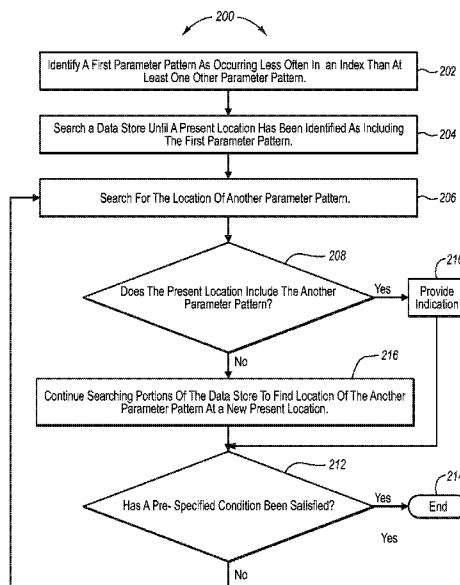 200
Identify A First Parameter Pattern As Occurring Less Often In an Index Than At
Least One Other Parameter Pattern.
202
Search a Data Store Until A Present Location Has Been Identified As Including
The First Parameter Pattern.
204
Search For The Location Of Another Parameter Pattern.
206
208
Does The Present Location Include The Another
Parameter Pattern?
Yes
Provide
Indication
No
216
Continue Searching Portions Of The Data Store To Find Location Of The Another
Parameter Pattern At a New Present Location.
212
Has A Pre- Specified Condition Been Satisfied?
Yes
214
End
Yes
No